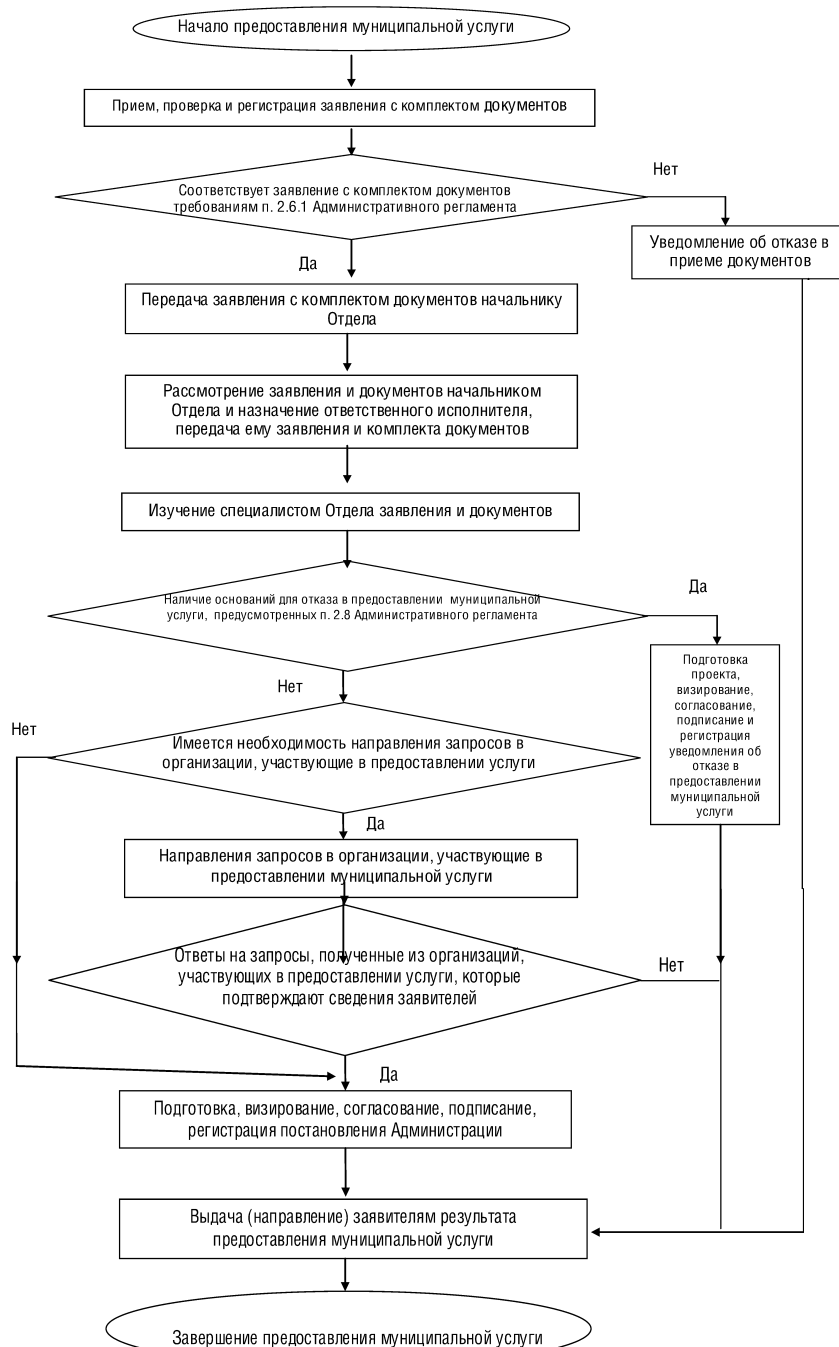 Начало предоставления муниципальной услуги
Прием, проверка и регистрация заявления с комплектом документов
Соответствует заявление с комплектом документов
требованиям п. 2.6.1 Административного регламента
Нет
Уведомление об отказе в
приеме документов
Да
Передача заявления с комплектом документов начальнику
Отдела
Рассмотрение заявления и документов начальником
Отдела и назначение ответственного исполнителя,
передача ему заявления и комплекта документов
Изучение специалистом Отдела заявления и документов
Наличие оснований для отказа в предоставлении муниципальной
услуги, предусмотренных п. 2.8 Административного регламента
Да
Подготовка
проекта,
визирование,
согласование,
подписание и
регистрация
уведомления об
отказе в
предоставлении
муниципальной
услуги
Нет
Нет
Имеется необходимость направления запросов в
организации, участвующие в предоставлении услуги
Да
Направления запросов в организации, участвующие в
предоставлении муниципальной услуги
Ответы на запросы, полученные из организаций,
участвующих в предоставлении услуги, которые
подтверждают сведения заявителей
Нет
Да
Подготовка, визирование, согласование, подписание,
регистрация постановления Администрации
Выдача (направление) заявителям результата
предоставления муниципальной услуги
Завершение предоставления муниципальной услуги